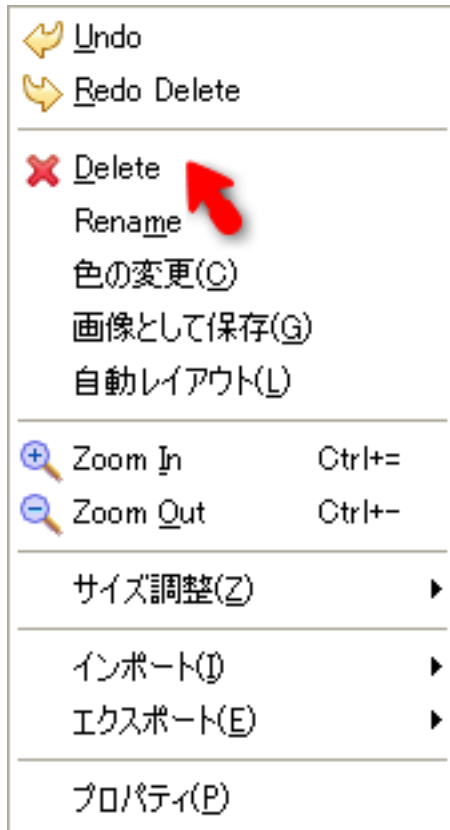 Undo
Redo Delete
Delete
Rename
色の変更(C)
画像として保存(G)
自動レイアウト(L)
Zoom In Ctrl+=
Zoom Out Ctrl+-
サイズ調整(Z)
インポート(I)
エクスポート(E)
プロパティ(P)